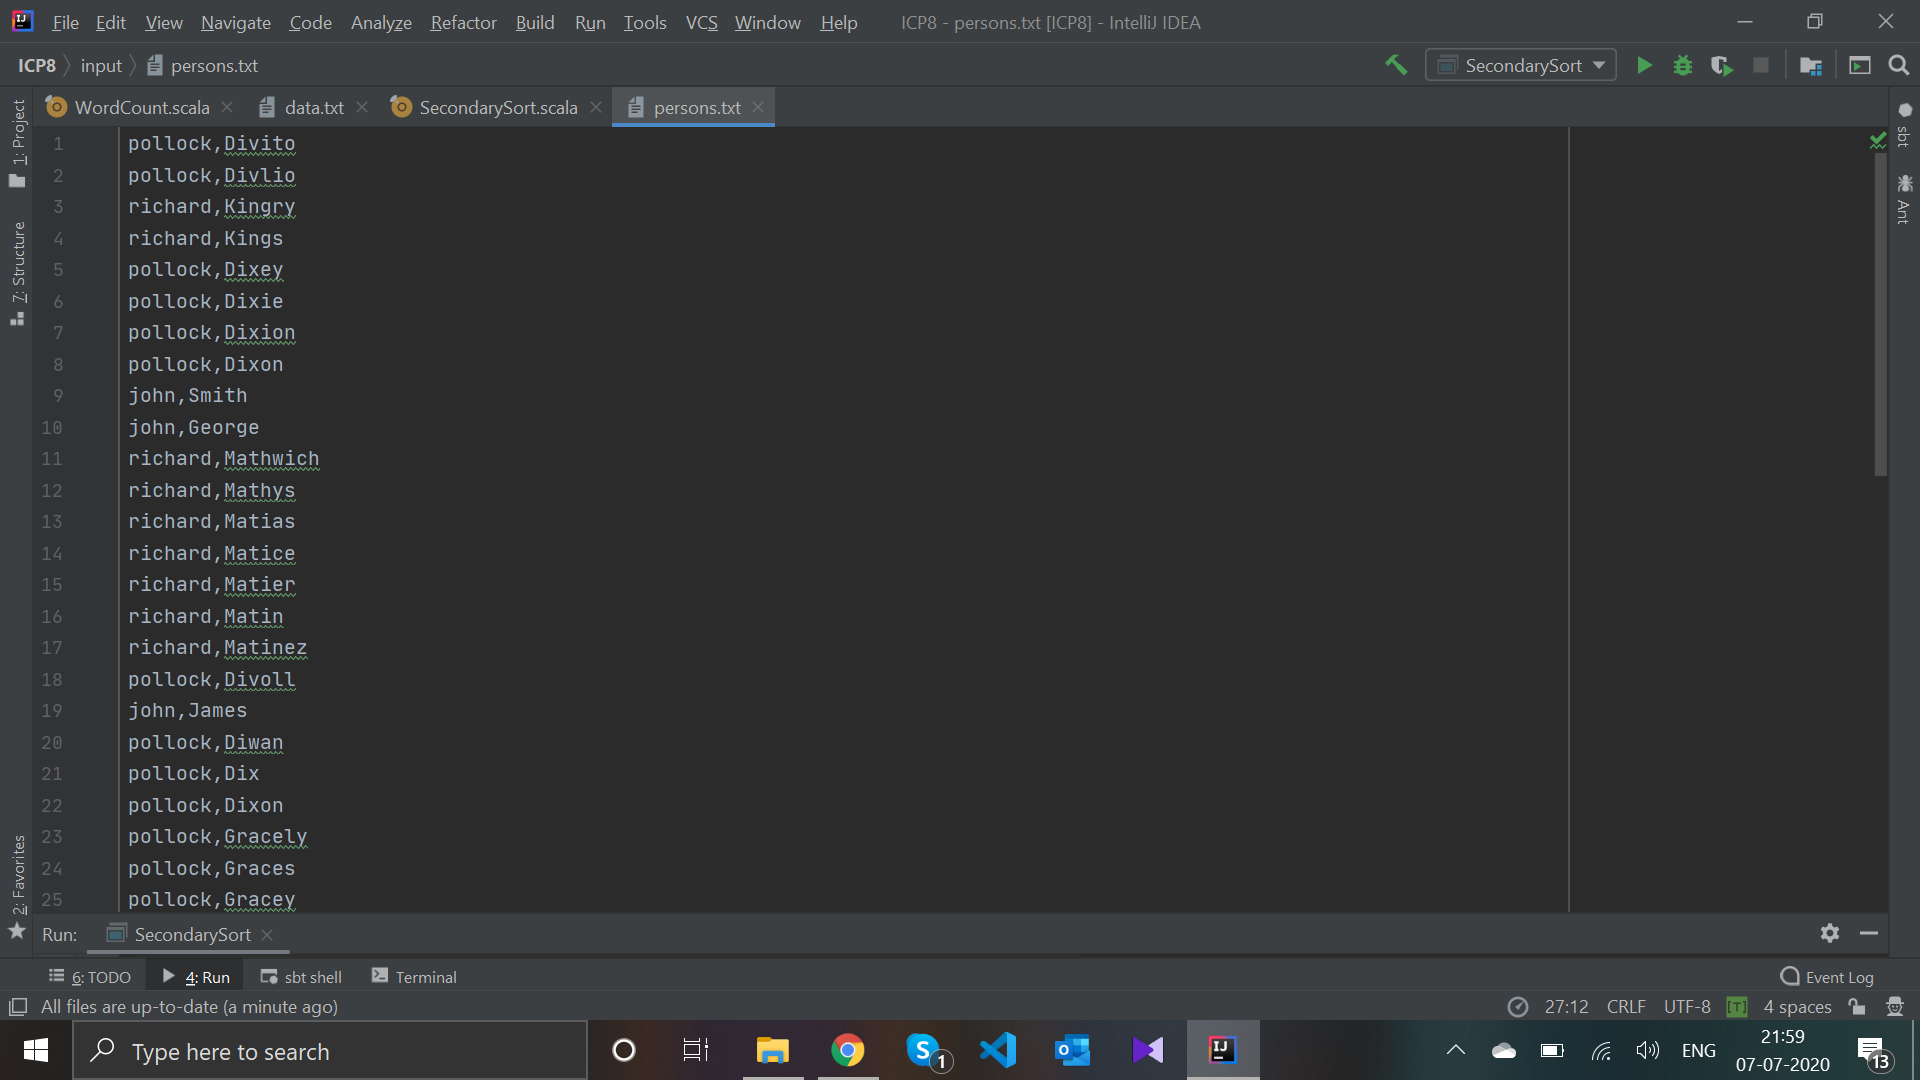 File Edit View Navigate Code Analyze Refactor Build Run Tools VCS Window Help ICP8 - persons.txt [ICP8] - IntelliJ IDEA
ICP8 input persons.txt SecondarySort
WordCount.scala data.txt SecondarySort.scala persons.txt
1: Project
7: Structure
2: Favorites
sbt
Ant
1 pollock,Divito
2 pollock,Divlio
3 richard,Kingry
4 richard,Kings
5 pollock,Dixey
6 pollock,Dixie
7 pollock,Dixion
8 pollock,Dixon
9 john,Smith
10 john,George
11 richard,Mathwich
12 richard,Mathys
13 richard,Matias
14 richard,Matice
15 richard,Matier
16 richard,Matin
17 richard,Matinez
18 pollock,Divoll
19 john,James
20 pollock,Diwan
21 pollock,Dix
22 pollock,Dixon
23 pollock,Gracely
24 pollock,Graces
25 pollock,Gracey
Run: SecondarySort
6: TODO 4: Run sbt shell Terminal Event Log
All files are up-to-date (a minute ago) 27:12 CRLF UTF-8 [T] 4 spaces
Type here to search S 1 IJ ENG 21:59
07-07-2020 13